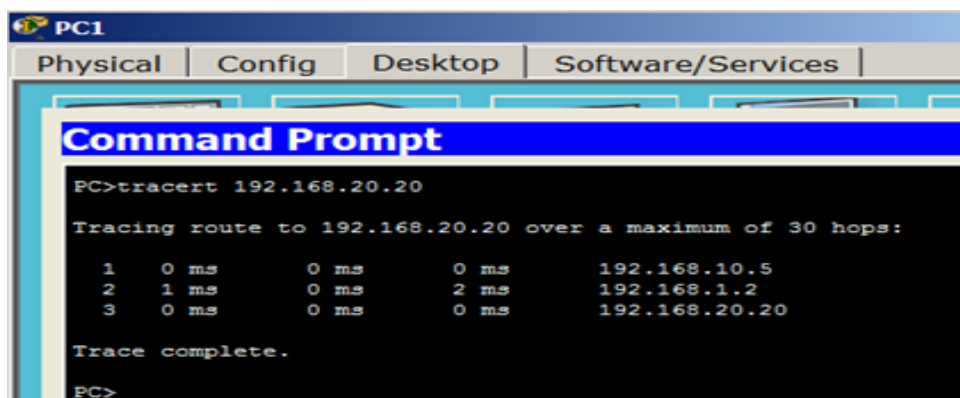 PC1
Physical Config Desktop Software/Services
Command Prompt
PC>tracert 192.168.20.20
Tracing route to 192.168.20.20 over a maximum of 30 hops:
1 0 ms 0 ms 0 ms 192.168.10.5
2 1 ms 0 ms 2 ms 192.168.1.2
3 0 ms 0 ms 0 ms 192.168.20.20
Trace complete.
PC>